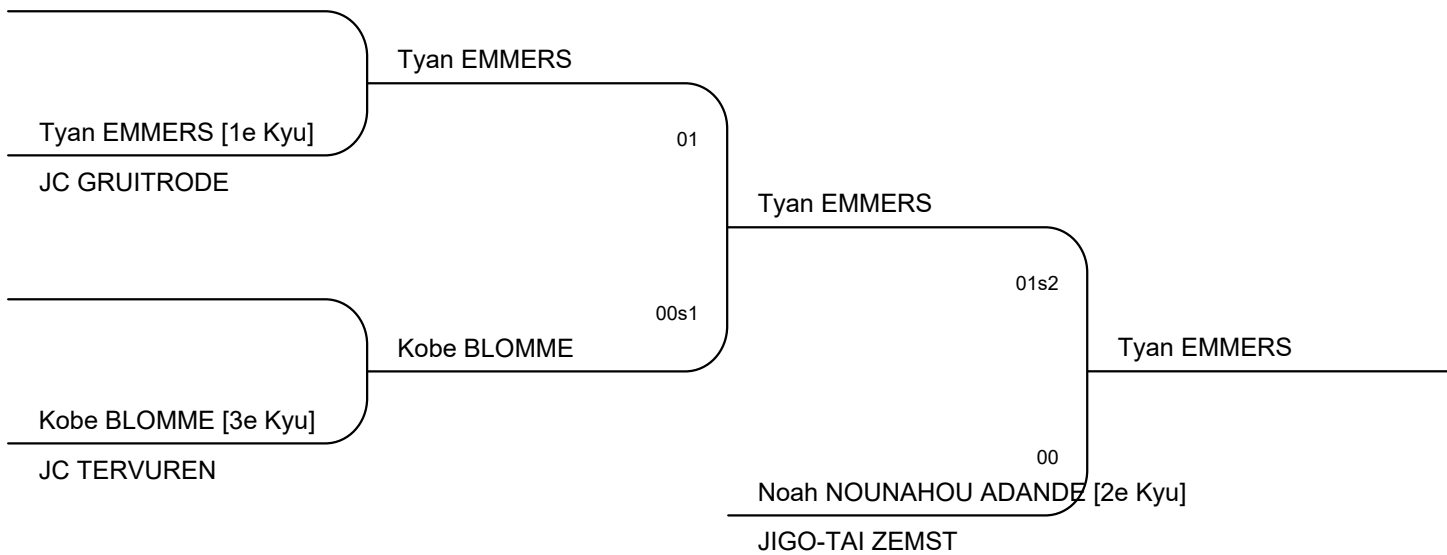 Tyan EMMERS
Tyan EMMERS [1e Kyu]
01
JC GRUITRODE
Tyan EMMERS
01s2
00s1
Kobe BLOMME
Tyan EMMERS
Kobe BLOMME [3e Kyu]
00
JC TERVUREN
Noah NOUNAHOU ADANDE [2e Kyu]
JIGO-TAI ZEMST